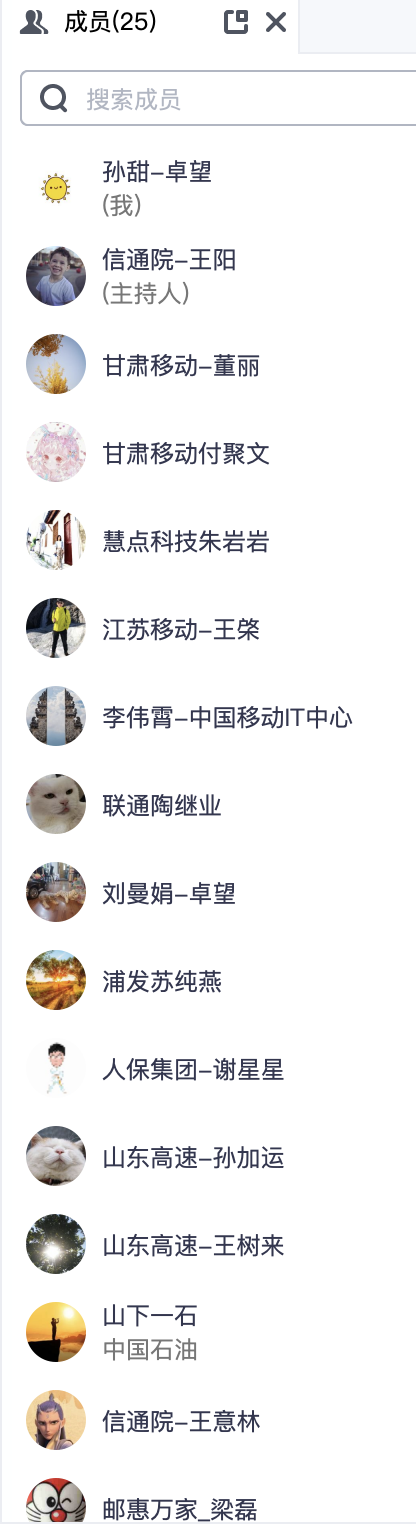 成员(25)
搜索成员
孙甜-卓望
(我)
信通院-王阳
(主持人)
甘肃移动-董丽
甘肃移动付聚文
慧点科技朱岩岩
江苏移动-王棨
李伟霄-中国移动IT中心
联通陶继业
刘曼娟-卓望
浦发苏纯燕
人保集团-谢星星
山东高速-孙加运
山东高速-王树来
山下一石
中国石油
信通院-王意林
邮惠万家_梁磊